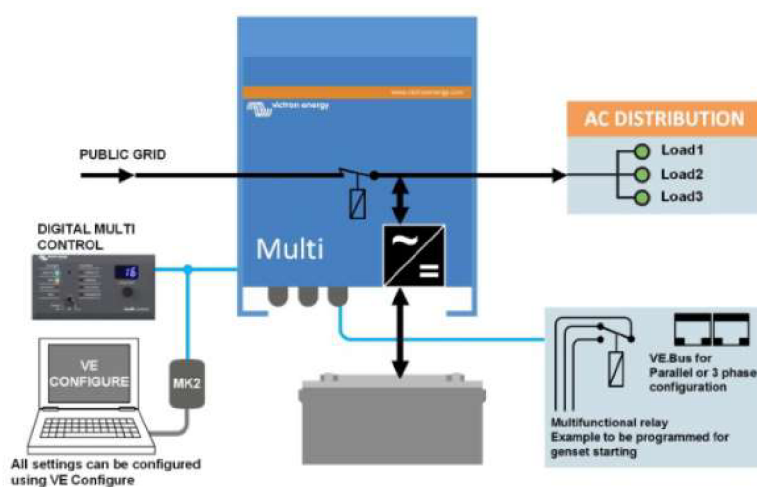 victron energy
www.victronenergy.com
AC DISTRIBUTION
PUBLIC GRID
Load1
Load2
Load3
DIGITAL MULTI
CONTROL
16
Multi
VE
CONFIGURE
MK2
VE.Bus for
Parallel or 3 phase
configuration
Multifunctional relay
Example to be programmed for
genset starting
All settings can be configured
using VE Configure